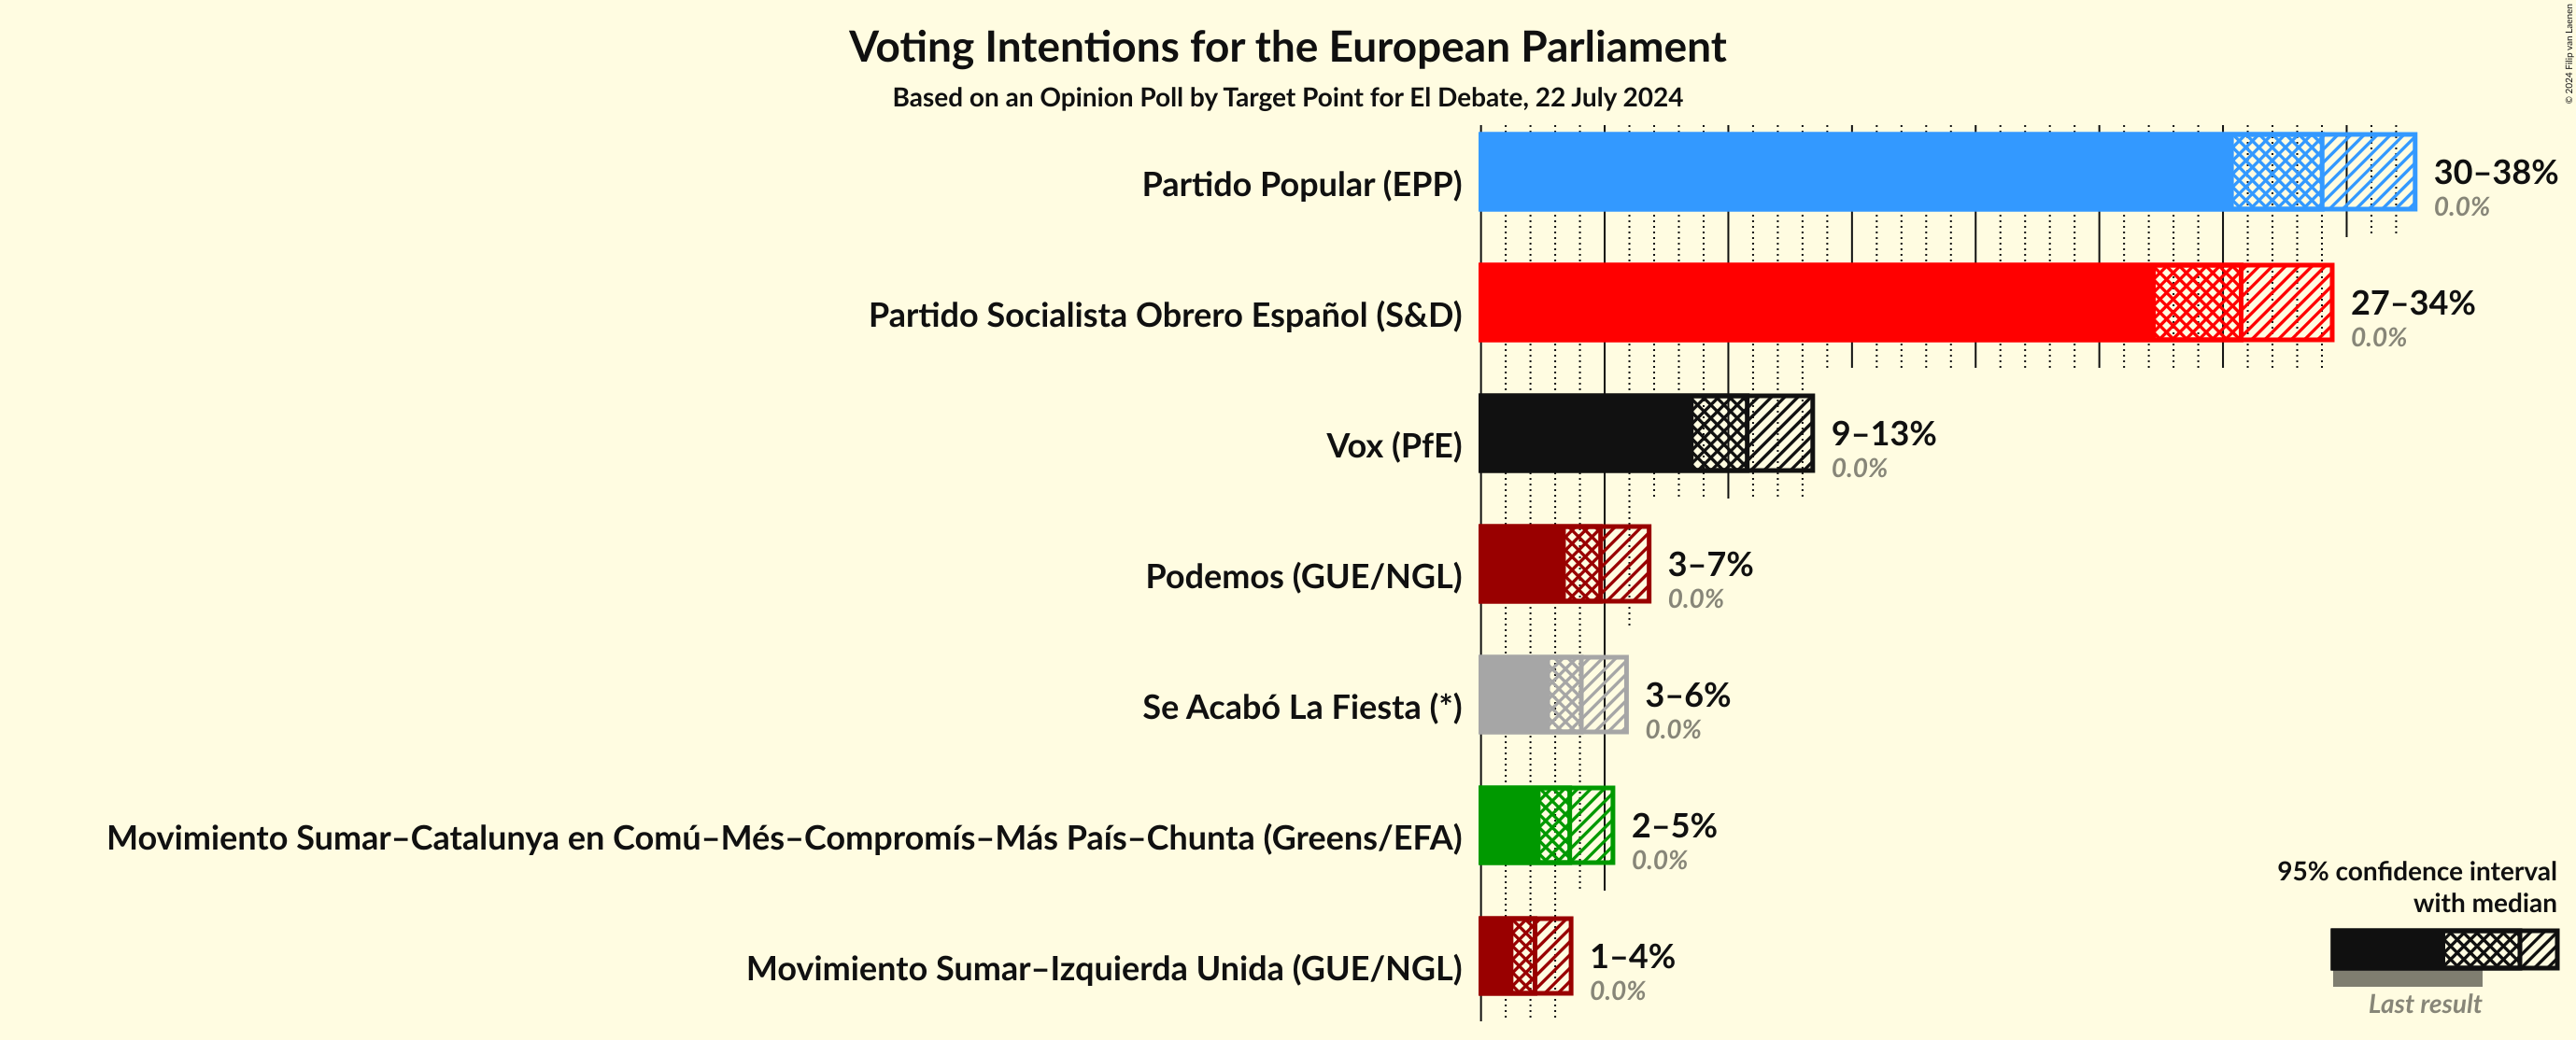 Voting Intentions for the European Parliament
Based on an Opinion Poll by Target Point for El Debate, 22 July 2024
© 2024 Filip van Laenen
Partido Popular (EPP)
30–38%
0.0%
Partido Socialista Obrero Español (S&D)
27–34%
0.0%
Vox (PfE)
9–13%
0.0%
Podemos (GUE/NGL)
3–7%
0.0%
Se Acabó La Fiesta (*)
3–6%
0.0%
Movimiento Sumar–Catalunya en Comú–Més–Compromís–Más País–Chunta (Greens/EFA)
2–5%
0.0%
Movimiento Sumar–Izquierda Unida (GUE/NGL)
1–4%
0.0%
95% confidence interval
with median
Last result